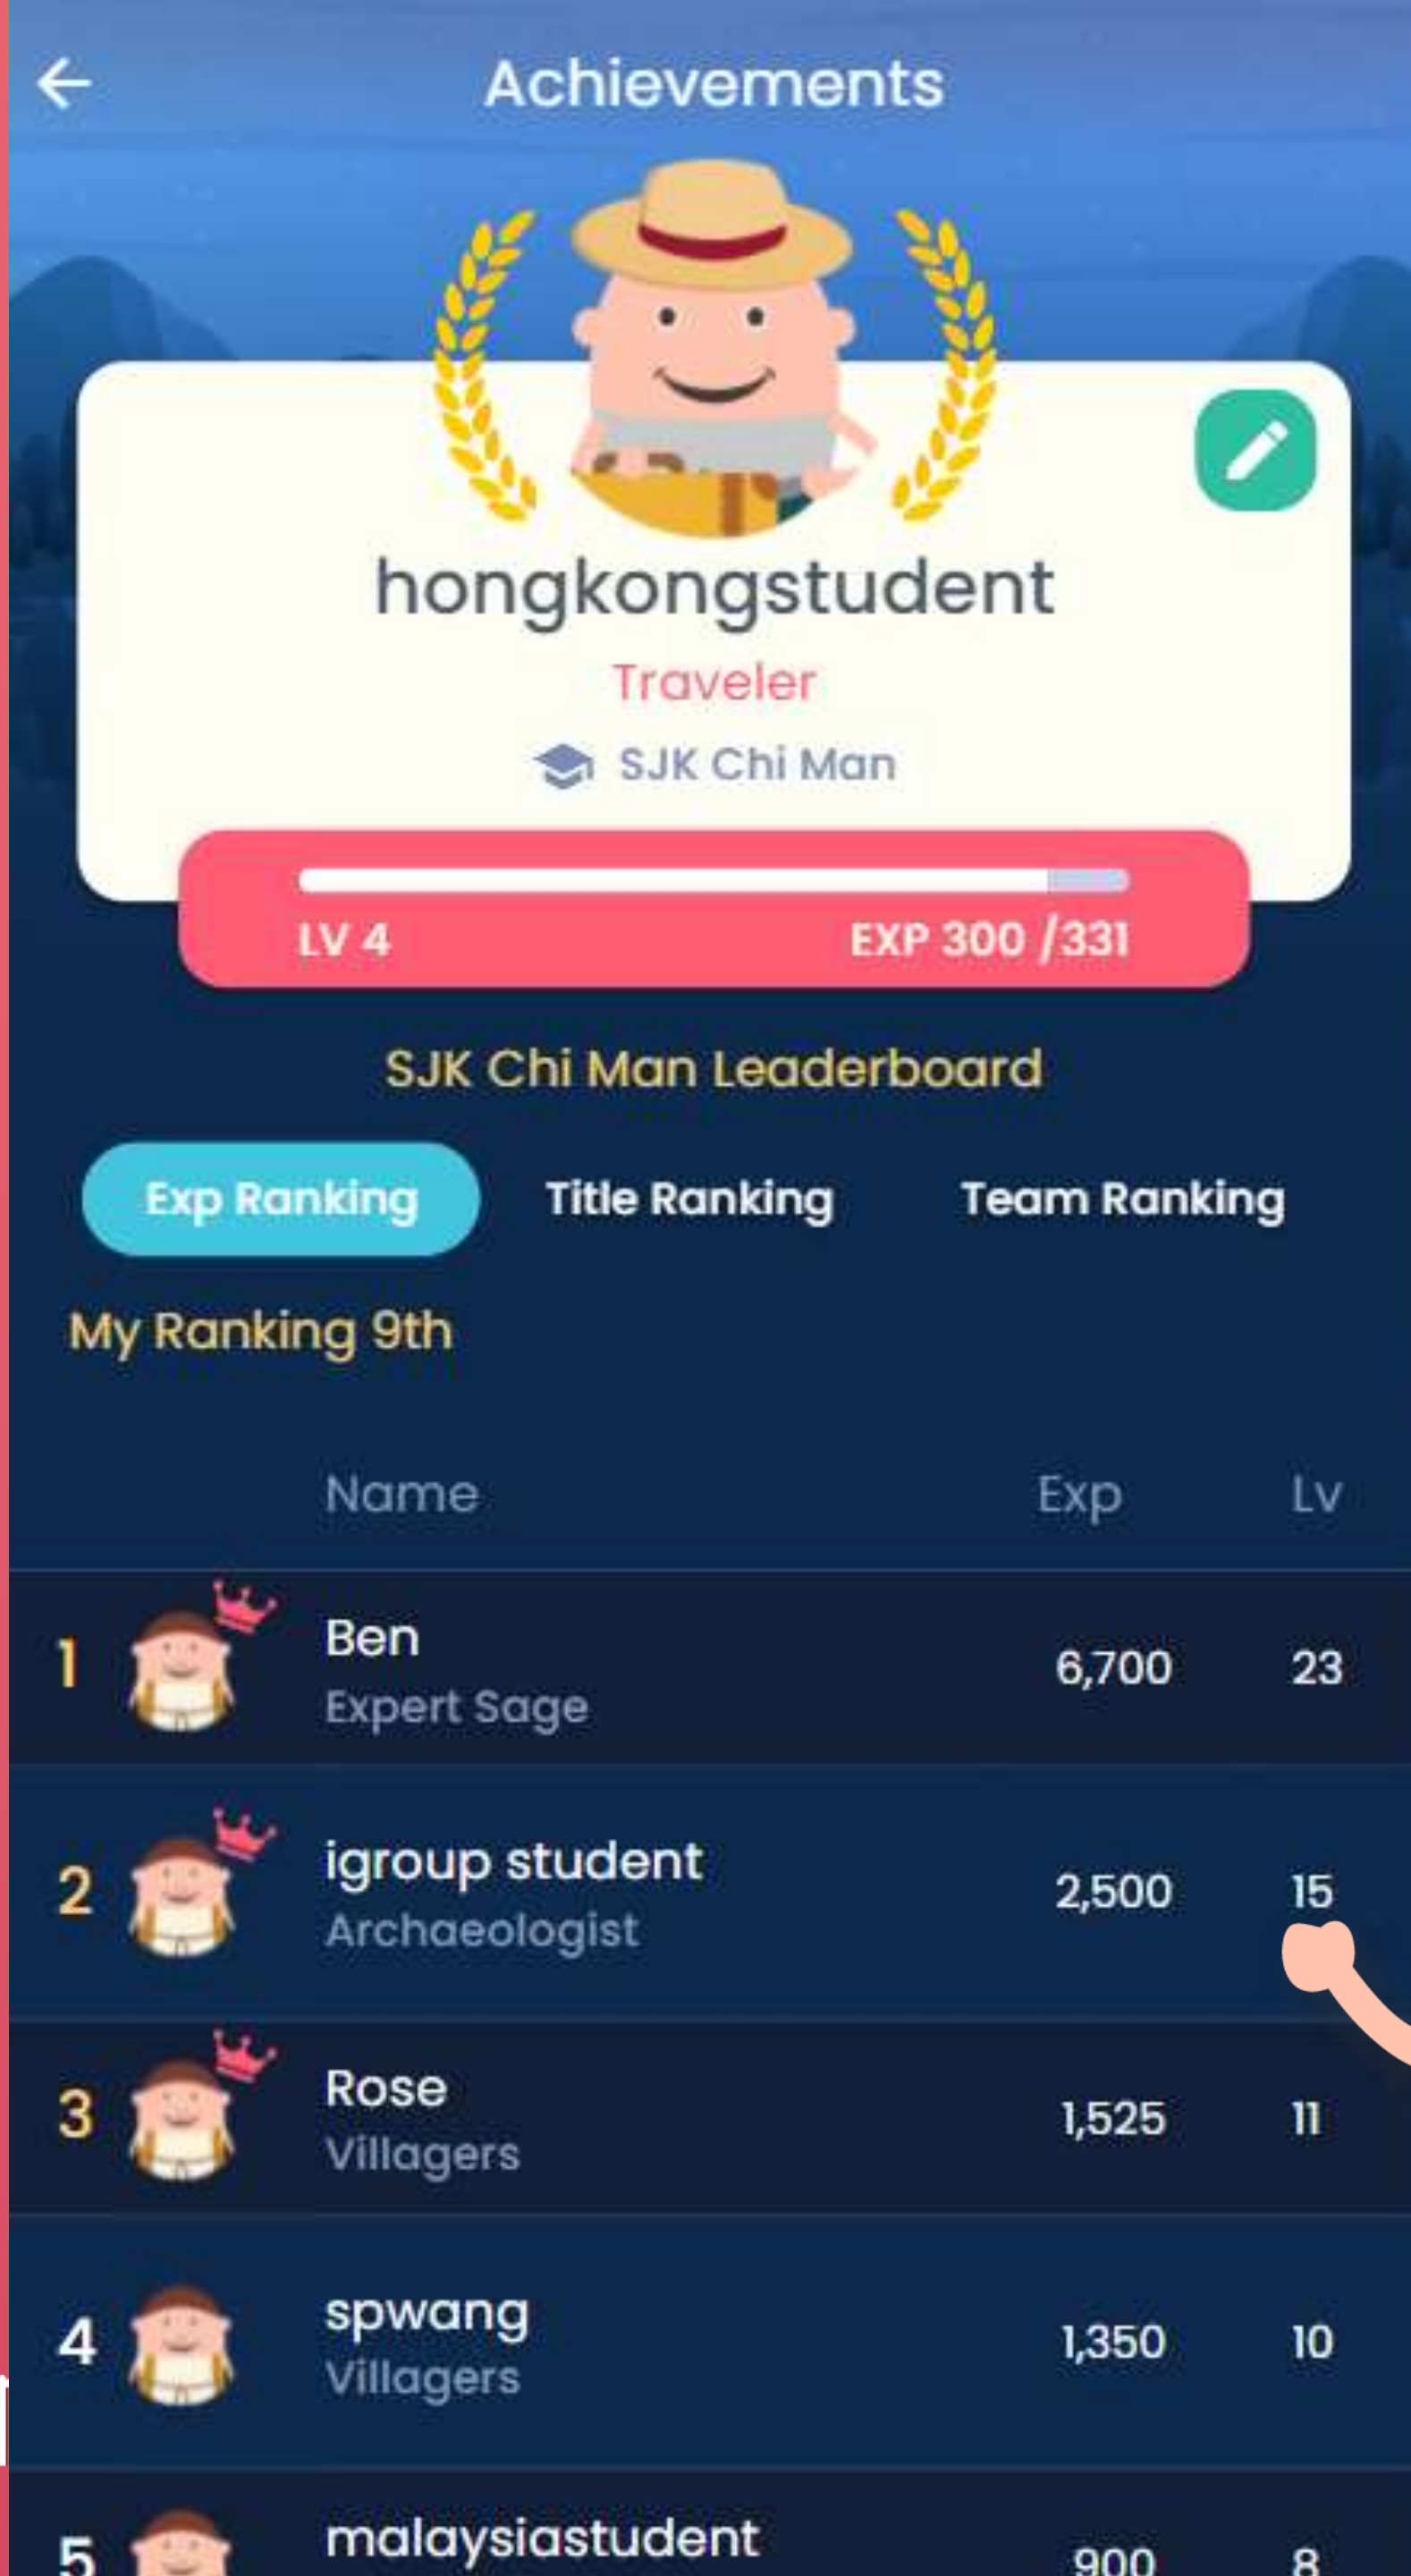 Achievements
hongkongstudent
Traveler
SJK Chi Man
LV 4 EXP 300 /331
SJK Chi Man Leaderboard
Exp Ranking Title Ranking Team Ranking
My Ranking 9th
Name Exp Lv
1 Ben 6,700 23
Expert Sage
2 igroup student 2,500 15
Archaeologist
3 Rose 1,525 11
Villagers
4 spwang 1,350 10
Villagers
5 malaysiastudent 900 8